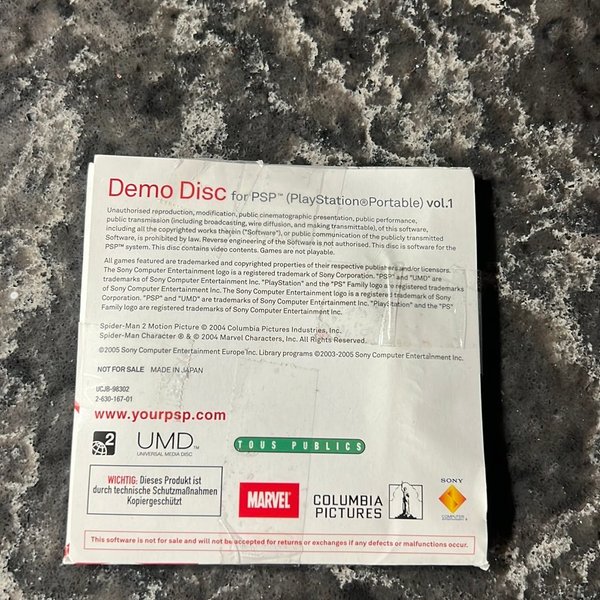 Demo Disc for PSP™ (PlayStation®Portable) vol.1
Unauthorised reproduction, modification, public cinematographic presentation, public performance,
public transmission (including broadcasting, wire diffusion, and making transmittable), of this software,
including all the copyrighted works therein ("Software"), or public communication of the publicly transmitted
Software, is prohibited by law. Reverse engineering of the Software is not authorised. This disc is software for the
PSP™ system. This disc contains video contents. Games are not playable.
All games featured are trademarked and copyrighted properties of their respective publishers and/or licensors.
The Sony Computer Entertainment logo is a registered trademark of Sony Corporation. "PSP" and "UMD" are
trademarks of Sony Computer Entertainment Inc. "PlayStation" and the "PS" Family logo are registered trademarks
of Sony Computer Entertainment Inc. The Sony Computer Entertainment logo is a registered trademark of Sony
Corporation. "PSP" and "UMD" are trademarks of Sony Computer Entertainment Inc. "PlayStation" and the "PS"
Family logo are registered trademarks of Sony Computer Entertainment Inc.
Spider-Man 2 Motion Picture © 2004 Columbia Pictures Industries, Inc.
Spider-Man Character ® & © 2004 Marvel Characters, Inc. All Rights Reserved.
©2005 Sony Computer Entertainment Europe Inc. Library programs ©2003-2005 Sony Computer Entertainment Inc.
NOT FOR SALE MADE IN JAPAN
UCJB-98302
2-630-167-01
www.yourpsp.com
2 UMD™ TOUS PUBLICS
UNIVERSAL MEDIA DISC
WICHTIG: Dieses Produkt ist
durch technische Schutzmaßnahmen
Kopiergeschützt
MARVEL
COLUMBIA
PICTURES
SONY
COMPUTER
ENTERTAINMENT
This software is not for sale and will not be accepted for returns or exchanges if any defects or malfunctions occur.